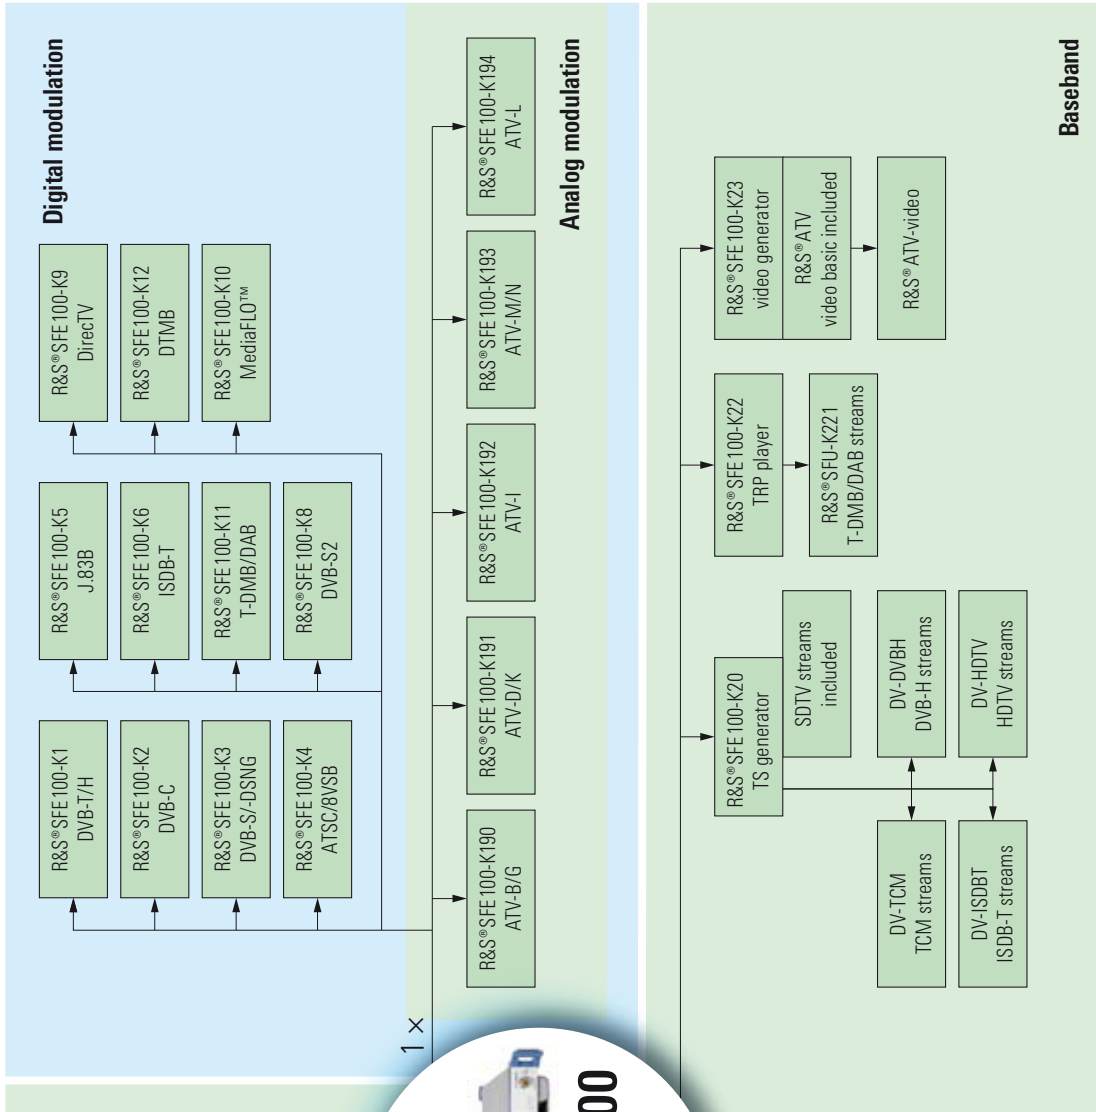 Digital modulation
R&S®SFE100-K1
DVB-T/H
R&S®SFE100-K2
DVB-C
R&S®SFE100-K3
DVB-S/-DSNG
R&S®SFE100-K4
ATSC/8VSB
R&S®SFE100-K5
J.83B
R&S®SFE100-K6
ISDB-T
R&S®SFE100-K11
T-DMB/DAB
R&S®SFE100-K8
DVB-S2
R&S®SFE100-K9
DirecTV
R&S®SFE100-K12
DTMB
R&S®SFE100-K10
MediaFLO™
1 ×
R&S®SFE100-K190
ATV-B/G
R&S®SFE100-K191
ATV-D/K
R&S®SFE100-K192
ATV-I
R&S®SFE100-K193
ATV-M/N
R&S®SFE100-K194
ATV-L
Analog modulation
00
R&S®SFE100-K20
TS generator
SDTV streams
included
DV-TCM
TCM streams
DV-DVBH
DVB-H streams
DV-ISDBT
ISDB-T streams
DV-HDTV
HDTV streams
R&S®SFE100-K22
TRP player
R&S®SFU-K221
T-DMB/DAB streams
R&S®SFE100-K23
video generator
R&S®ATV
video basic included
R&S®ATV-video
Baseband